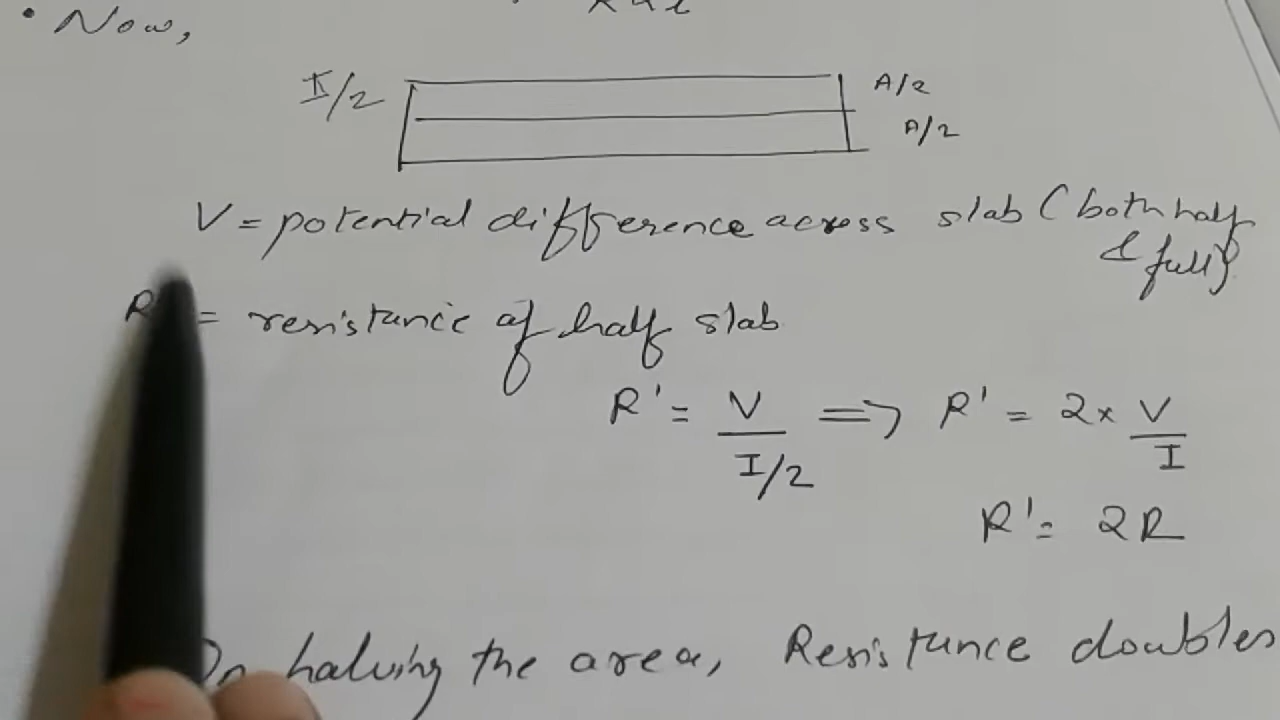 • Now,
I/2
A/2
A/2
V = potential difference across slab (both half
& full)
R = resistance of half slab
R' = V / I/2 => R' = 2 x V / I
R' = 2R
On halving the area, Resistance doubles